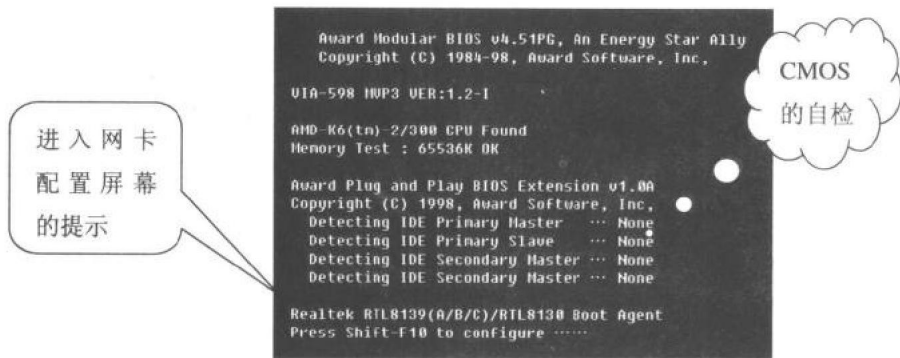 Award Modular BIOS v4.51PG, An Energy Star Ally
Copyright (C) 1984-98, Award Software, Inc,
VIA-598 MVP3 VER:1.2-I
AMD-K6(tm)-2/300 CPU Found
Memory Test : 65536K OK
Award Plug and Play BIOS Extension v1.0A
Copyright (C) 1998, Award Software, Inc,
Detecting IDE Primary Master ··· None
Detecting IDE Primary Slave ··· None
Detecting IDE Secondary Master ··· None
Detecting IDE Secondary Master ··· None
Realtek RTL8139(A/B/C)/RTL8130 Boot Agent
Press Shift-F10 to configure ······
进入网卡
配置屏幕
的提示
CMOS
的自检